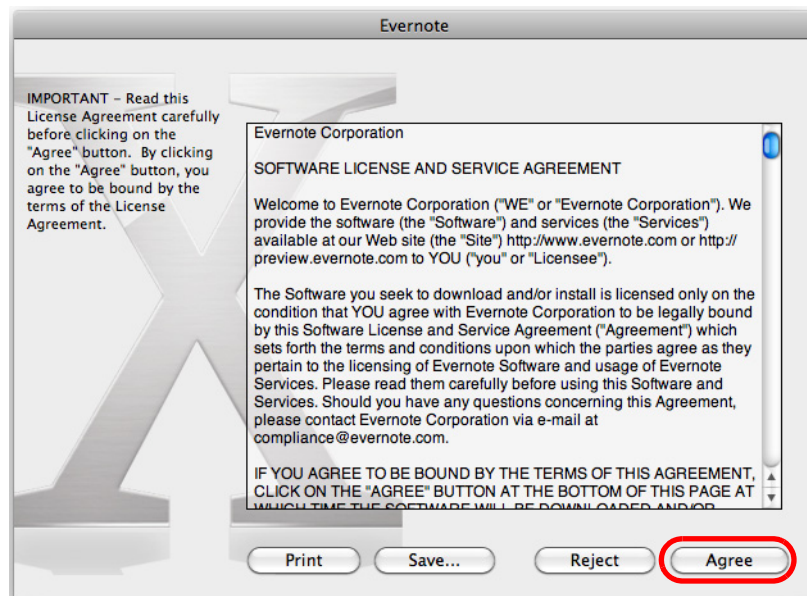 Evernote
IMPORTANT – Read this
License Agreement carefully
before clicking on the
"Agree" button. By clicking
on the "Agree" button, you
agree to be bound by the
terms of the License
Agreement.
Evernote Corporation
SOFTWARE LICENSE AND SERVICE AGREEMENT
Welcome to Evernote Corporation ("WE" or "Evernote Corporation"). We
provide the software (the "Software") and services (the "Services")
available at our Web site (the "Site") http://www.evernote.com or http://
preview.evernote.com to YOU ("you" or "Licensee").
The Software you seek to download and/or install is licensed only on the
condition that YOU agree with Evernote Corporation to be legally bound
by this Software License and Service Agreement ("Agreement") which
sets forth the terms and conditions upon which the parties agree as they
pertain to the licensing of Evernote Software and usage of Evernote
Services. Please read them carefully before using this Software and
Services. Should you have any questions concerning this Agreement,
please contact Evernote Corporation via e-mail at
compliance@evernote.com.
IF YOU AGREE TO BE BOUND BY THE TERMS OF THIS AGREEMENT,
CLICK ON THE "AGREE" BUTTON AT THE BOTTOM OF THIS PAGE AT
WHICH TIME THE SOFTWARE WILL BE DOWNLOADED AND/OR
Print
Save...
Reject
Agree